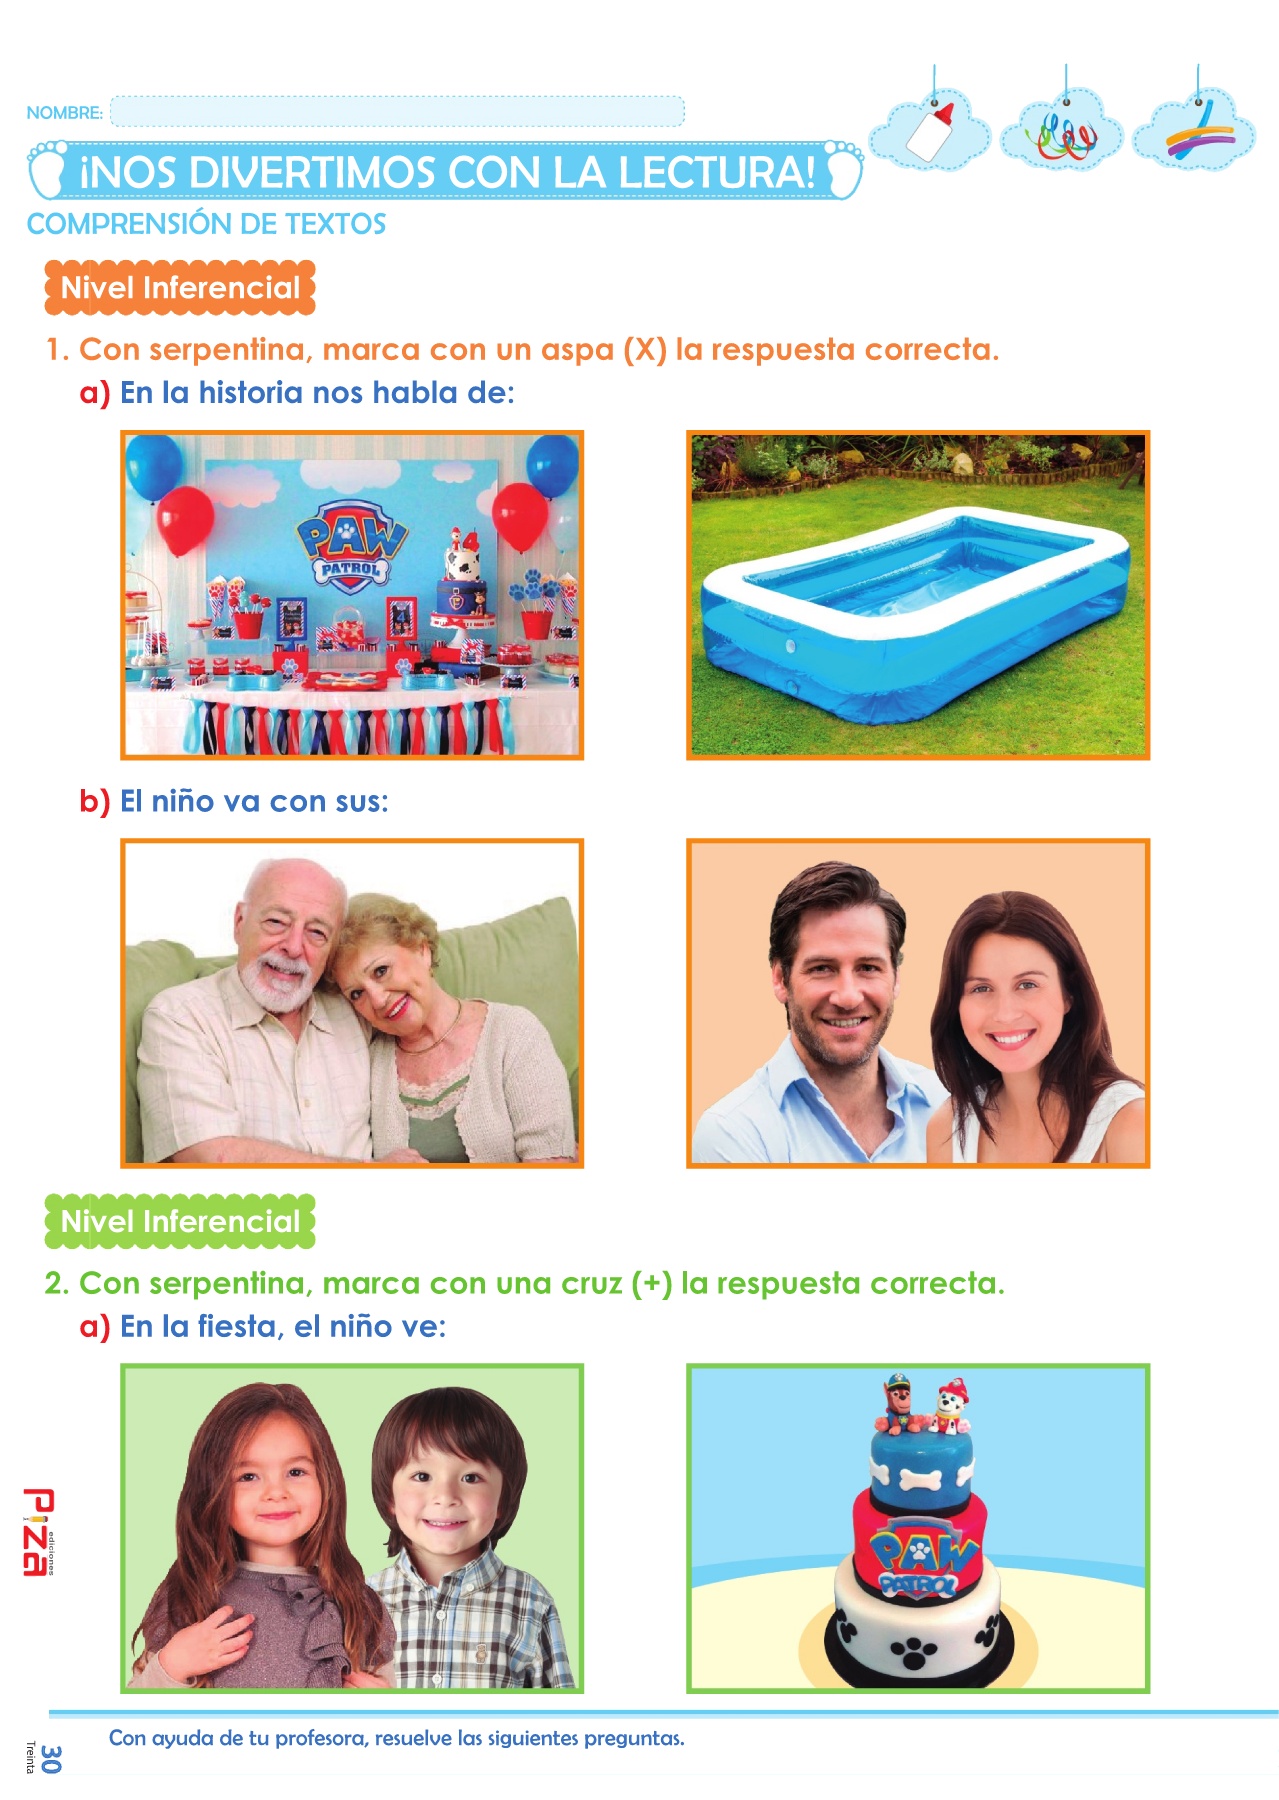 NOMBRE:
¡NOS DIVERTIMOS CON LA LECTURA!
COMPRENSIÓN DE TEXTOS
Nivel Inferencial
1. Con serpentina, marca con un aspa (X) la respuesta correcta.
a) En la historia nos habla de:
PAW
PATROL
4
4
b) El niño va con sus:
Nivel Inferencial
2. Con serpentina, marca con una cruz (+) la respuesta correcta.
a) En la fiesta, el niño ve:
PAW
PATROL
Piza
ediciones
Con ayuda de tu profesora, resuelve las siguientes preguntas.
30
Treinta